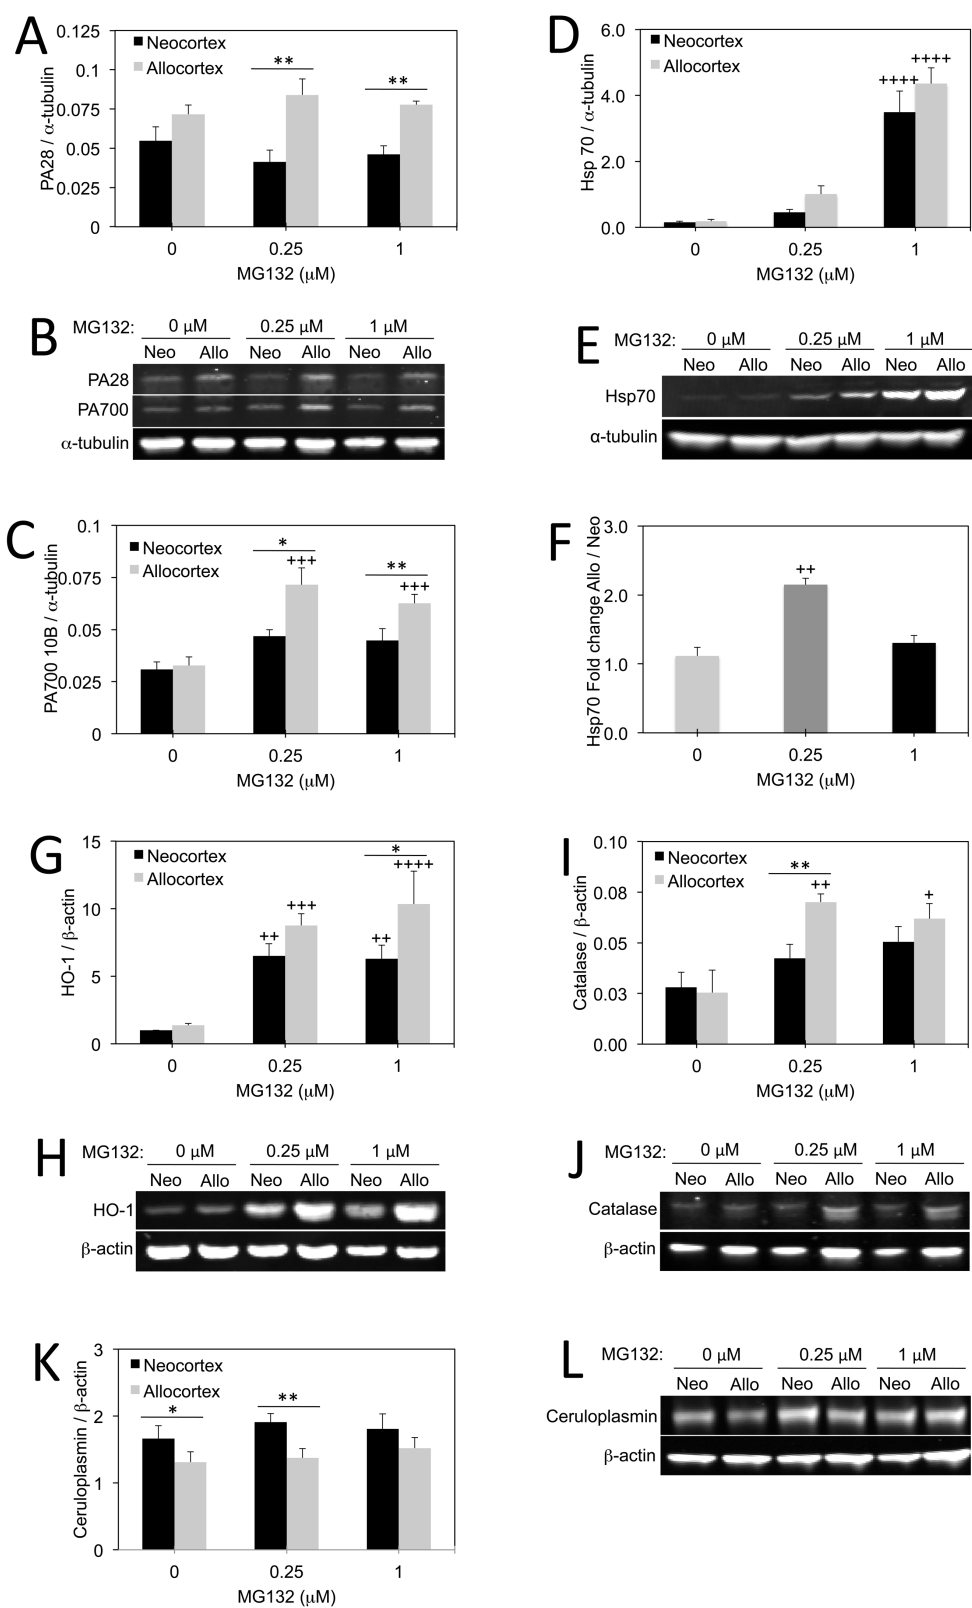 A
PA28 / α-tubulin
0.125
0.1
0.075
0.05
0.025
0
Neocortex
Allocortex
**
**
0
0.25
1
MG132 (μM)
D
Hsp 70 / α-tubulin
6.0
4.0
2.0
0.0
Neocortex
Allocortex
++++
++++
0
0.25
1
MG132 (μM)
B
MG132:
0 μM
0.25 μM
1 μM
Neo Allo Neo Allo Neo Allo
PA28
PA700
α-tubulin
E
MG132:
0 μM
0.25 μM
1 μM
Neo Allo Neo Allo Neo Allo
Hsp70
α-tubulin
C
PA700 10B / α-tubulin
0.1
0.075
0.05
0.025
0
Neocortex
Allocortex
*
+++
**
+++
0
0.25
1
MG132 (μM)
F
Hsp70 Fold change Allo / Neo
3.0
2.0
1.0
0.0
++
0
0.25
1
MG132 (μM)
G
HO-1 / β-actin
15
10
5
0
Neocortex
Allocortex
++
+++
*
++
++++
0
0.25
1
MG132 (μM)
I
Catalase / β-actin
0.10
0.08
0.05
0.03
0.00
Neocortex
Allocortex
**
++
+
0
0.25
1
MG132 (μM)
H
MG132:
0 μM
0.25 μM
1 μM
Neo Allo Neo Allo Neo Allo
HO-1
β-actin
J
MG132:
0 μM
0.25 μM
1 μM
Neo Allo Neo Allo Neo Allo
Catalase
β-actin
K
Ceruloplasmin / β-actin
3
2
1
0
Neocortex
Allocortex
*
**
0
0.25
1
MG132 (μM)
L
MG132:
0 μM
0.25 μM
1 μM
Neo Allo Neo Allo Neo Allo
Ceruloplasmin
β-actin